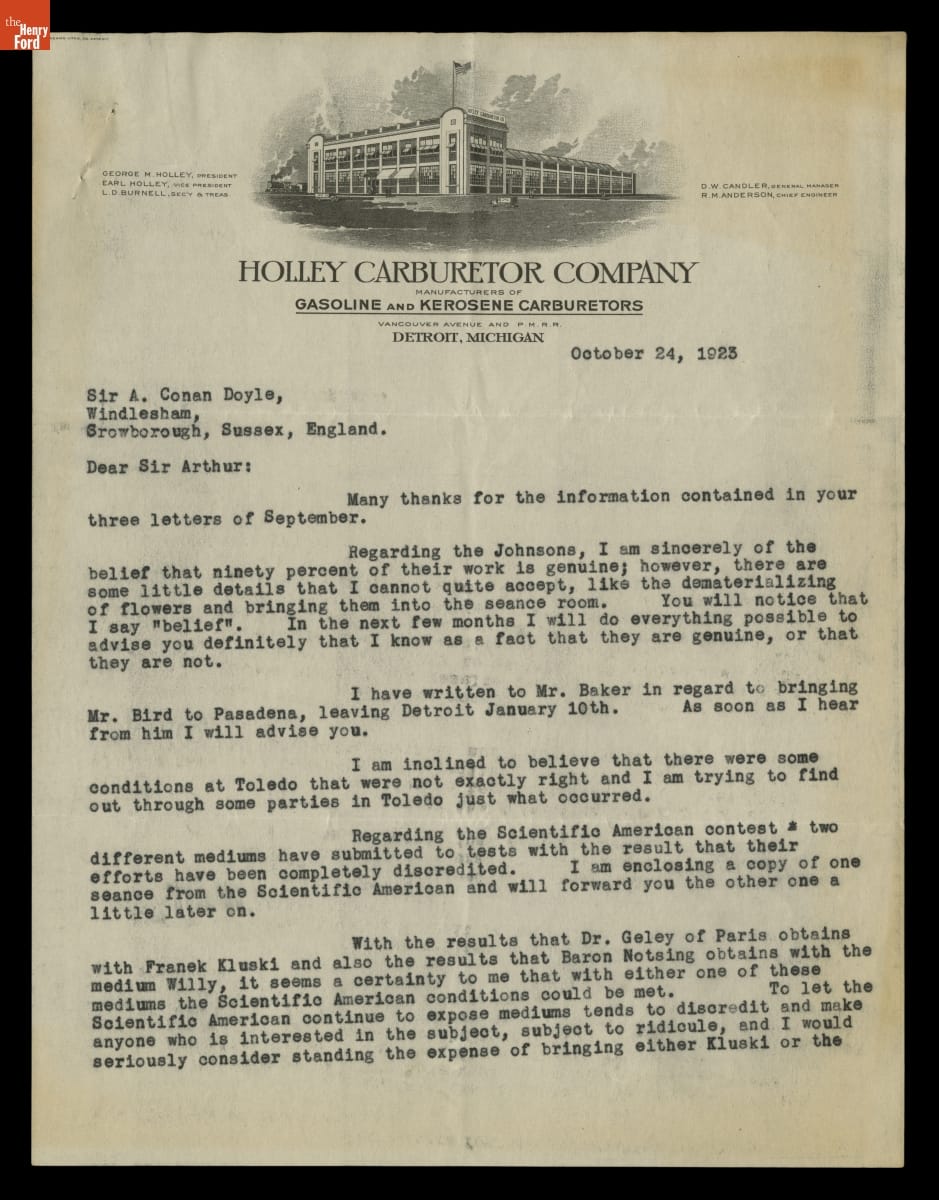 the
Henry
Ford
GEORGE M. HOLLEY, PRESIDENT
EARL HOLLEY, VICE PRESIDENT
L.D. BURNELL, SEC'Y & TREAS.
HOLLEY CARBURETOR CO.
D.W. CANDLER, GENERAL MANAGER
R.M. ANDERSON, CHIEF ENGINEER
HOLLEY CARBURETOR COMPANY
MANUFACTURERS OF
GASOLINE AND KEROSENE CARBURETORS
VANCOUVER AVENUE AND P.M.R.R.
DETROIT, MICHIGAN
October 24, 1923
Sir A. Conan Doyle,
Windlesham,
Crowborough, Sussex, England.
Dear Sir Arthur:
Many thanks for the information contained in your
three letters of September.
Regarding the Johnsons, I am sincerely of the
belief that ninety percent of their work is genuine; however, there are
some little details that I cannot quite accept, like the dematerializing
of flowers and bringing them into the seance room. You will notice that
I say "belief". In the next few months I will do everything possible to
advise you definitely that I know as a fact that they are genuine, or that
they are not.
I have written to Mr. Baker in regard to bringing
Mr. Bird to Pasadena, leaving Detroit January 10th. As soon as I hear
from him I will advise you.
I am inclined to believe that there were some
conditions at Toledo that were not exactly right and I am trying to find
out through some parties in Toledo just what occurred.
Regarding the Scientific American contest - two
different mediums have submitted to tests with the result that their
efforts have been completely discredited. I am enclosing a copy of one
seance from the Scientific American and will forward you the other one a
little later on.
With the results that Dr. Geley of Paris obtains
with Franek Kluski and also the results that Baron Notsing obtains with the
medium Willy, it seems a certainty to me that with either one of these
mediums the Scientific American conditions could be met. To let the
Scientific American continue to expose mediums tends to discredit and make
anyone who is interested in the subject, subject to ridicule, and I would
seriously consider standing the expense of bringing either Kluski or the